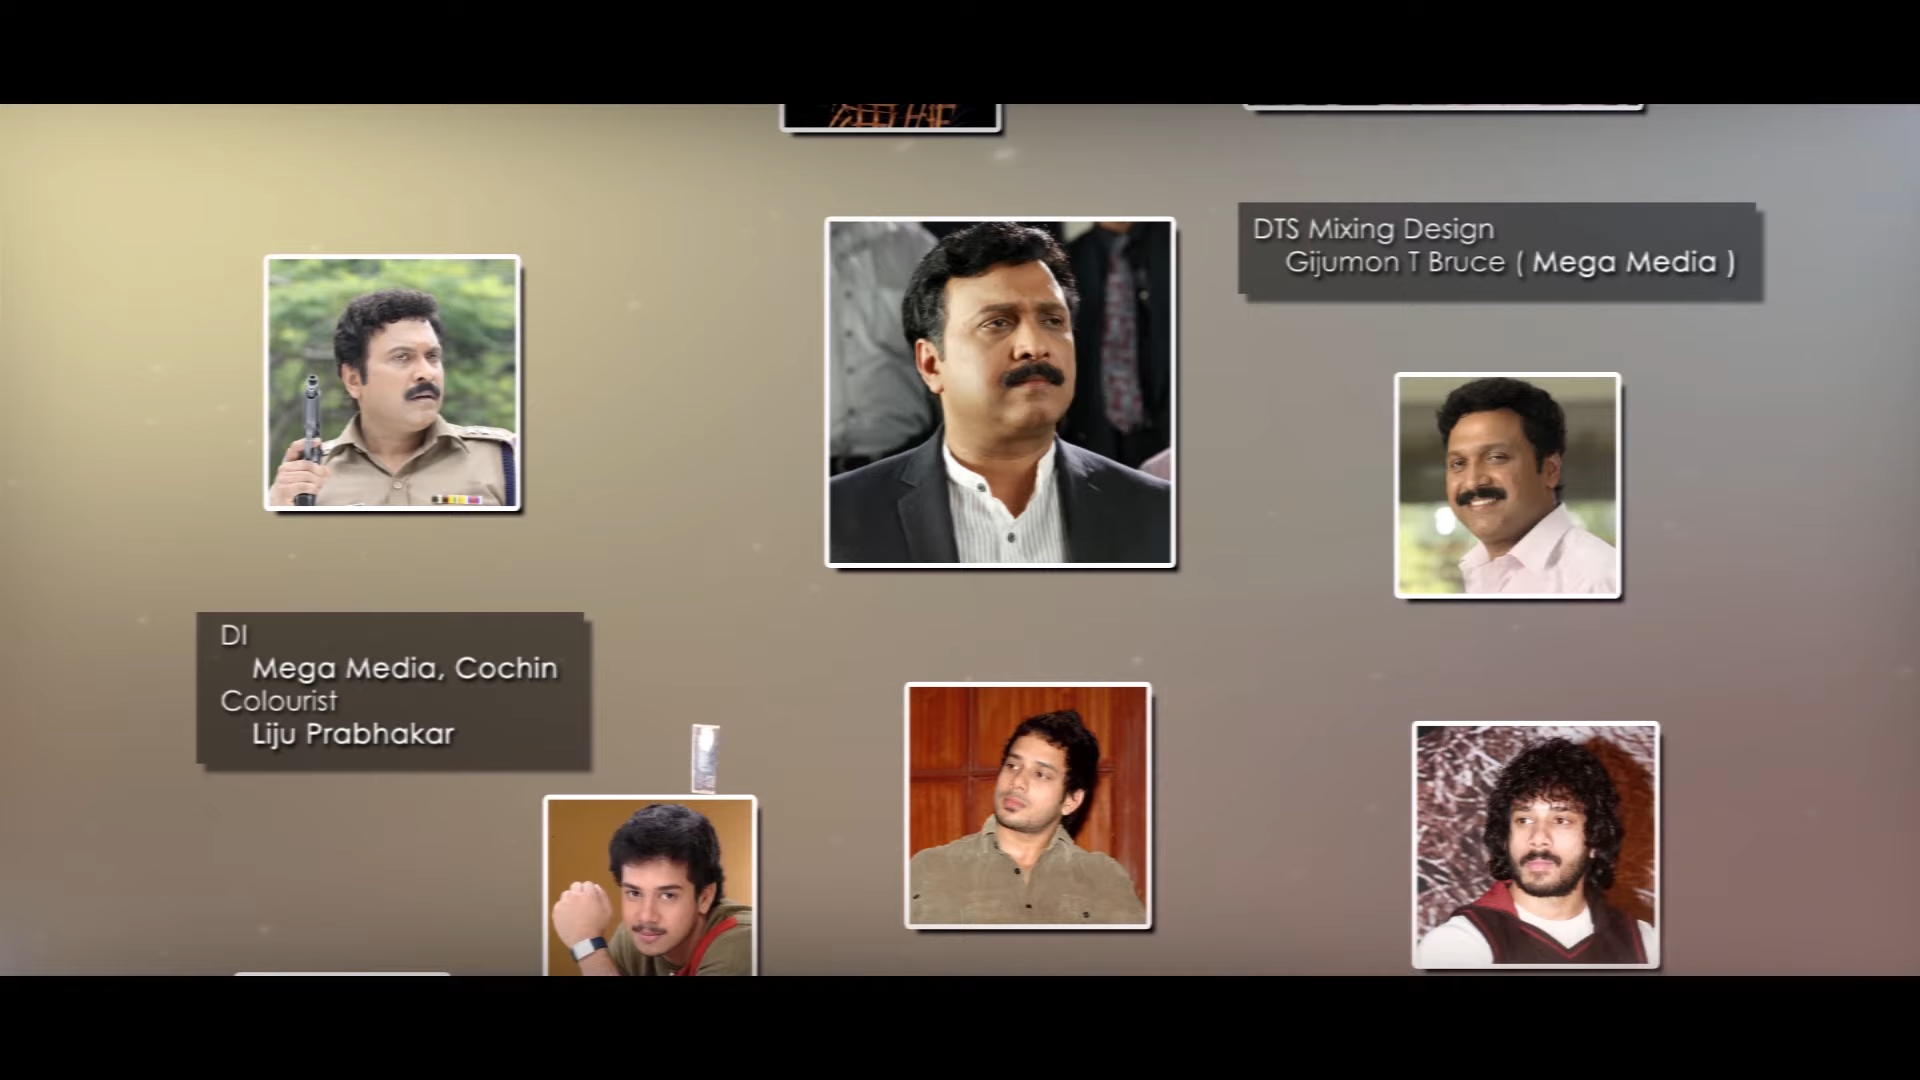 DTS Mixing Design
Gijumon T Bruce ( Mega Media )
DI
Mega Media, Cochin
Colourist
Liju Prabhakar